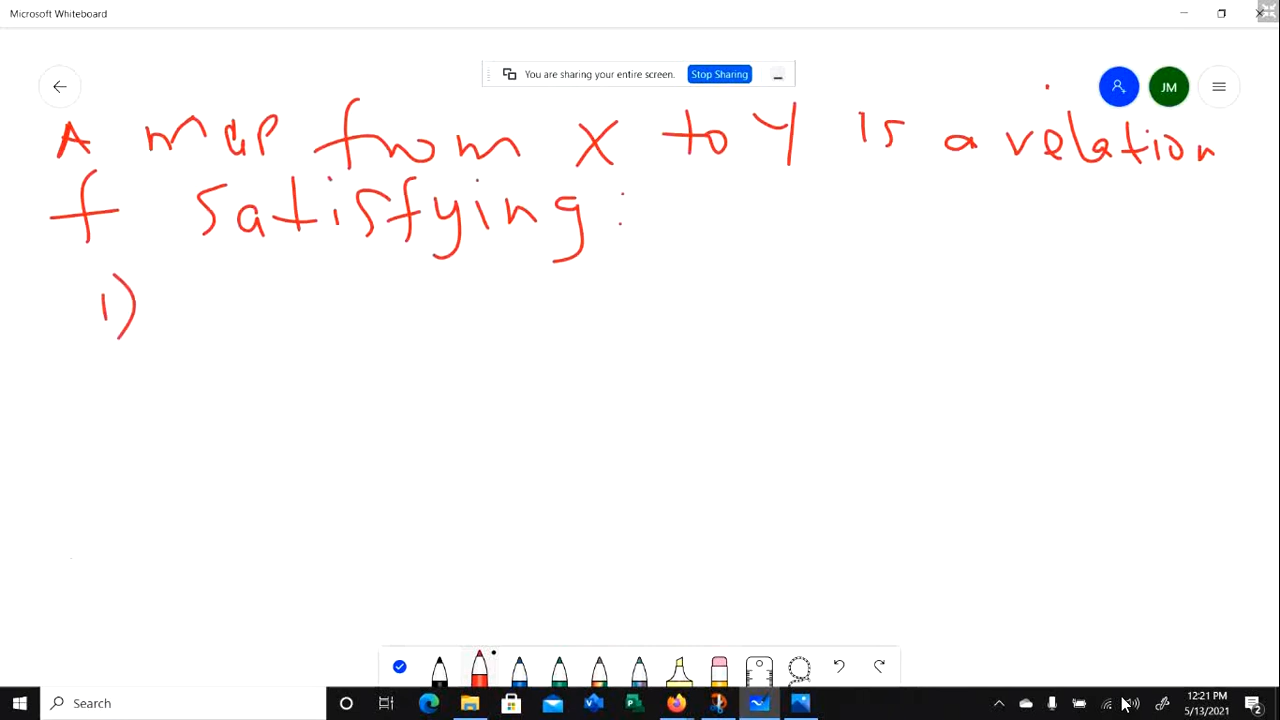 Microsoft Whiteboard
You are sharing your entire screen. Stop Sharing
JM
A map from X to Y is a relation
f satisfying:
1)
Search
12:21 PM
5/13/2021
2